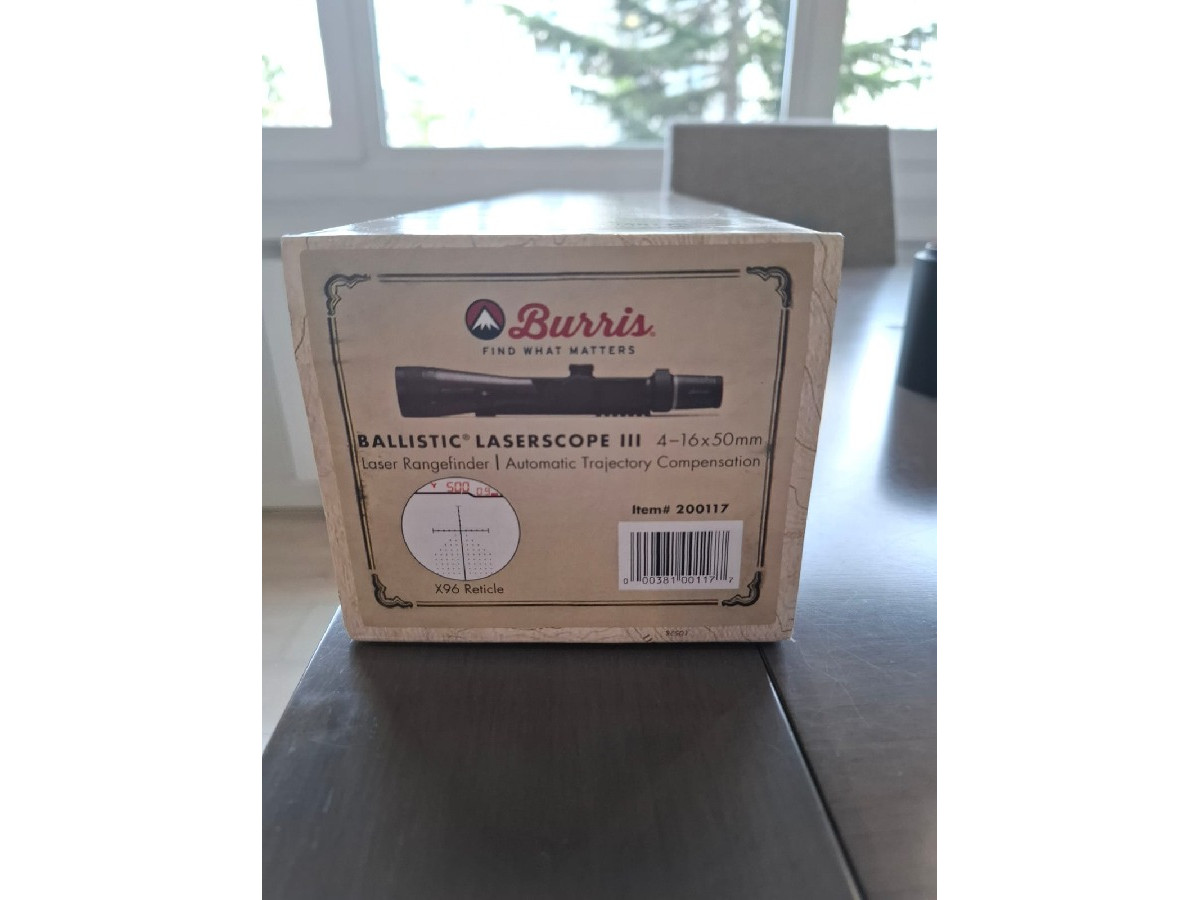 Burris
FIND WHAT MATTERS
BALLISTIC® LASERSCOPE III 4-16x50mm
Laser Rangefinder | Automatic Trajectory Compensation
500
Item# 200117
0 00381 00117 7
X96 Reticle